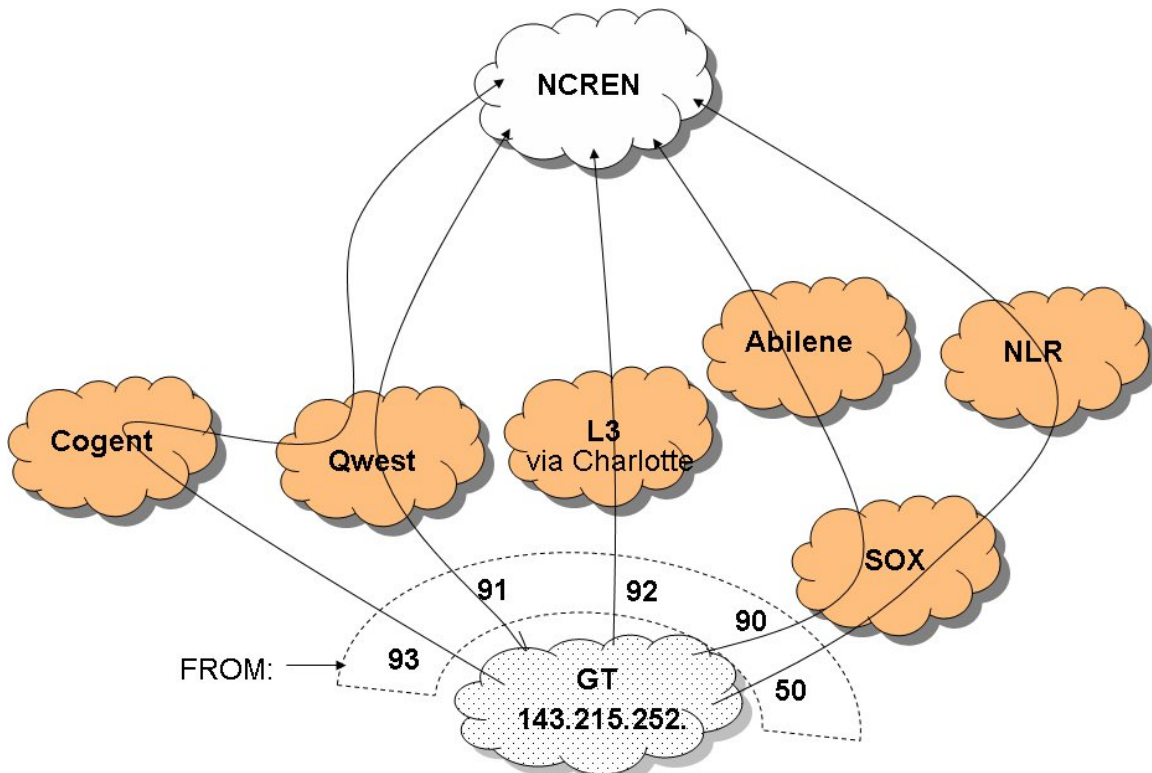 NCREN
Abilene
NLR
Cogent
Qwest
L3
via Charlotte
SOX
91
92
90
FROM:
93
50
GT
143.215.252.